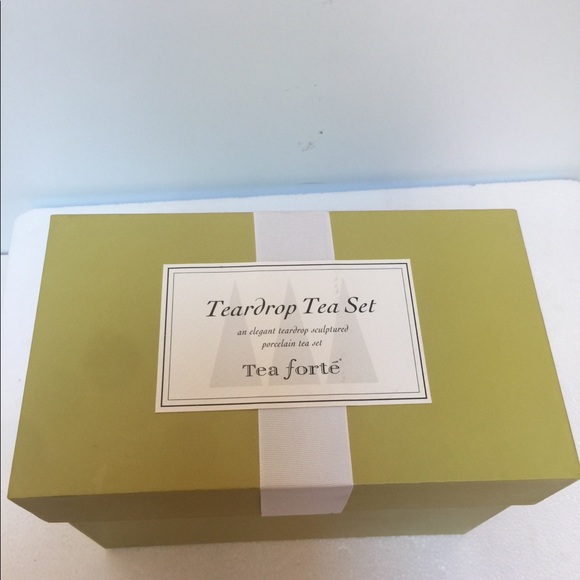 Teardrop Tea Set
an elegant teardrop sculptured
porcelain tea set
Tea forté®